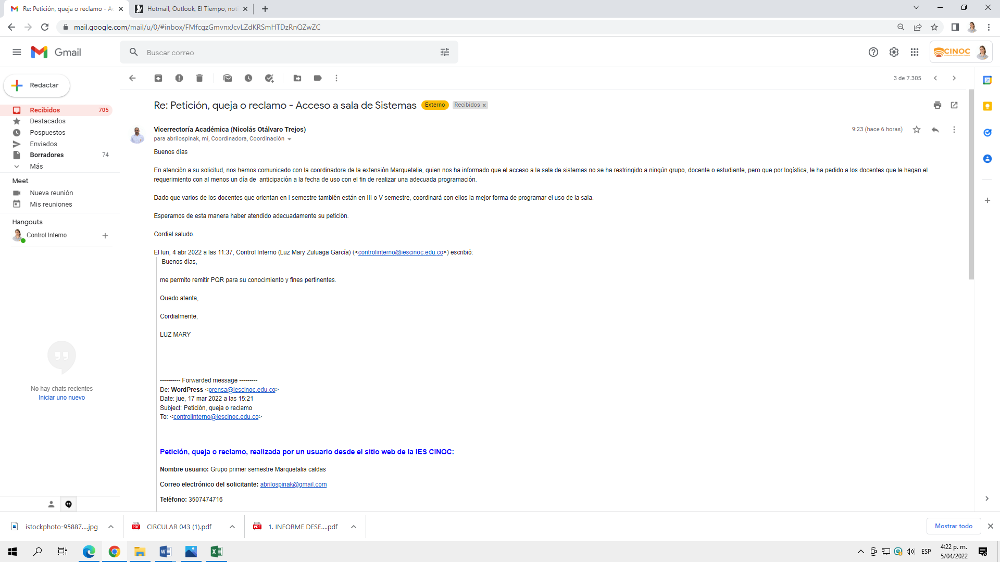 Re: Petición, queja o reclamo - Ac
Hotmail, Outlook, El Tiempo, noti
mail.google.com/mail/u/0/#inbox/FMfcgzGmvnxJcvLZdKRSmHTDzRnQZwZC
Gmail
Buscar correo
CINOC
Redactar
3 de 7.305
Recibidos 705
Destacados
Pospuestos
Enviados
Borradores 74
Más
Meet
Nueva reunión
Mis reuniones
Hangouts
Control Interno
No hay chats recientes
Iniciar uno nuevo
Re: Petición, queja o reclamo - Acceso a sala de Sistemas Externo Recibidos x
Vicerrectoría Académica (Nicolás Otálvaro Trejos) 9:23 (hace 6 horas)
para abrilospinak, mí, Coordinadora, Coordinación
Buenos días
En atención a su solicitud, nos hemos comunicado con la coordinadora de la extensión Marquetalia, quien nos ha informado que el acceso a la sala de sistemas no se ha restringido a ningún grupo, docente o estudiante, pero que por logística, le ha pedido a los docentes que le hagan el
requerimiento con al menos un día de anticipación a la fecha de uso con el fin de realizar una adecuada programación.
Dado que varios de los docentes que orientan en I semestre también están en III o V semestre, coordinará con ellos la mejor forma de programar el uso de la sala.
Esperamos de esta manera haber atendido adecuadamente su petición.
Cordial saludo.
El lun, 4 abr 2022 a las 11:37, Control Interno (Luz Mary Zuluaga García) (<controlinterno@iescinoc.edu.co>) escribió:
Buenos días,
me permito remitir PQR para su conocimiento y fines pertinentes.
Quedo atenta,
Cordialmente,
LUZ MARY
---------- Forwarded message ---------
De: WordPress <prensa@iescinoc.edu.co>
Date: jue, 17 mar 2022 a las 15:21
Subject: Petición, queja o reclamo
To: <controlinterno@iescinoc.edu.co>
Petición, queja o reclamo, realizada por un usuario desde el sitio web de la IES CINOC:
Nombre usuario: Grupo primer semestre Marquetalia caldas
Correo electrónico del solicitante: abrilospinak@gmail.com
Teléfono: 3507474716
31
istockphoto-95887....jpg
PDF CIRCULAR 043 (1).pdf
PDF 1. INFORME DESE....pdf
Mostrar todo
ESP
4:22 p. m.
5/04/2022